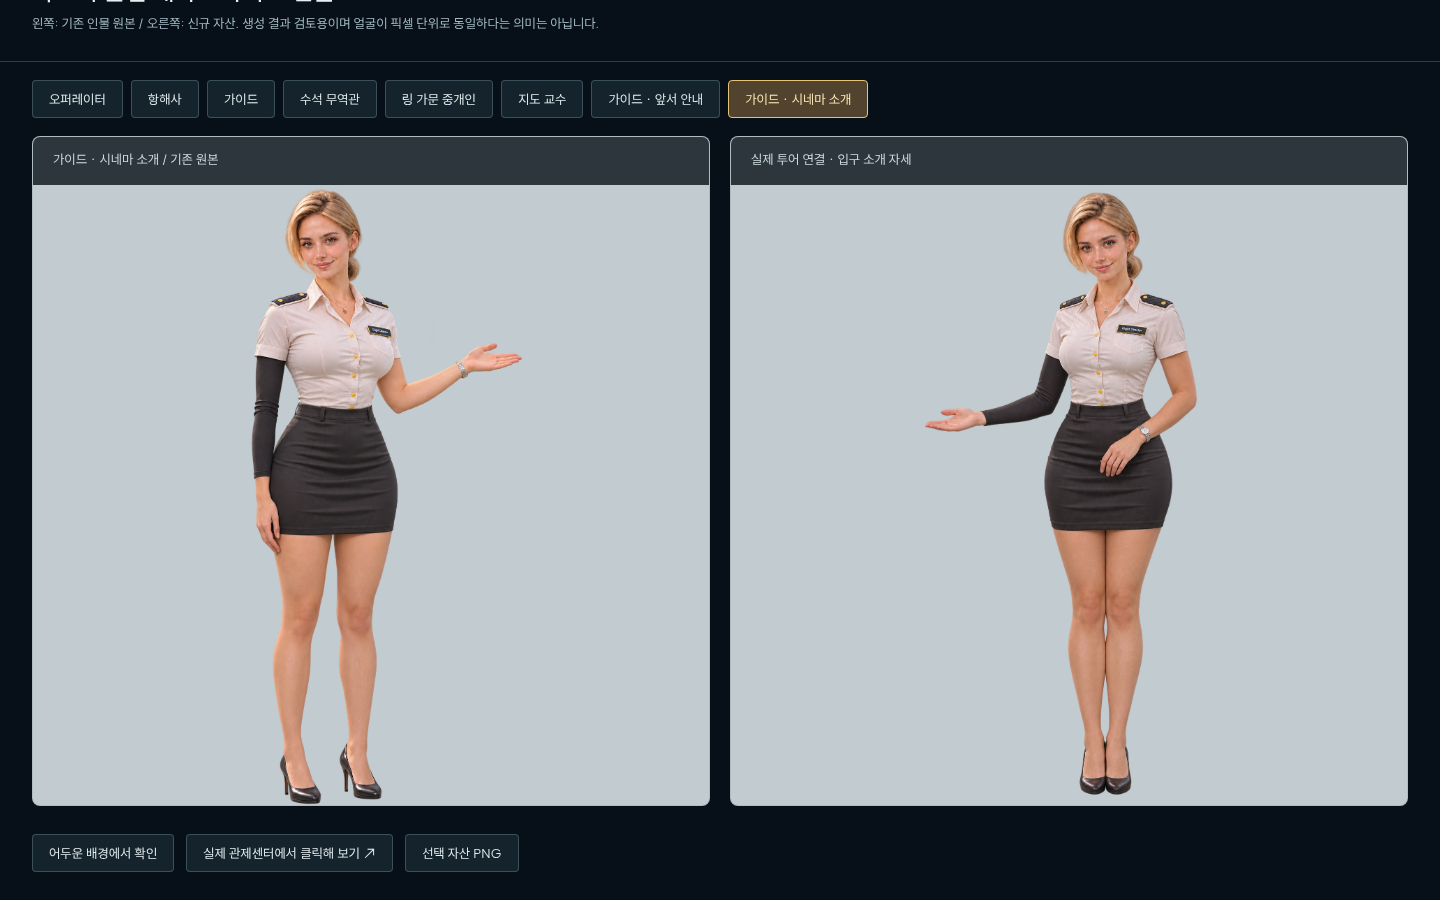 왼쪽: 기존 인물 원본 / 오른쪽: 신규 자산. 생성 결과 검토용이며 얼굴이 픽셀 단위로 동일하다는 의미는 아닙니다.
오퍼레이터
항해사
가이드
수석 무역관
링 가문 중개인
지도 교수
가이드 · 앞서 안내
가이드 · 시네마 소개
가이드 · 시네마 소개 / 기존 원본
실제 투어 연결 · 입구 소개 자세
어두운 배경에서 확인
실제 관제센터에서 클릭해 보기 ↗
선택 자산 PNG